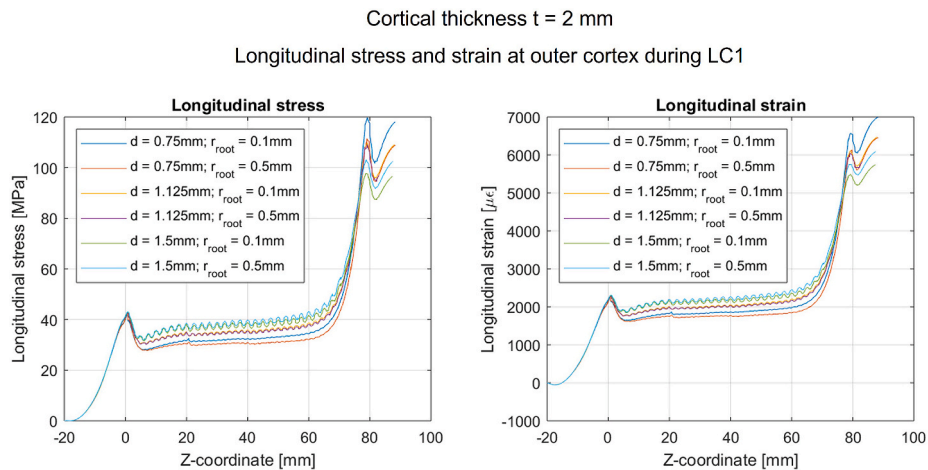 Cortical thickness t = 2 mm
Longitudinal stress and strain at outer cortex during LC1
Longitudinal stress
Longitudinal stress [MPa]
120
100
80
60
40
20
0
d = 0.75mm; r_root = 0.1mm
d = 0.75mm; r_root = 0.5mm
d = 1.125mm; r_root = 0.1mm
d = 1.125mm; r_root = 0.5mm
d = 1.5mm; r_root = 0.1mm
d = 1.5mm; r_root = 0.5mm
-20 0 20 40 60 80 100
Z-coordinate [mm]
Longitudinal strain
Longitudinal strain [με]
7000
6000
5000
4000
3000
2000
1000
0
-1000
d = 0.75mm; r_root = 0.1mm
d = 0.75mm; r_root = 0.5mm
d = 1.125mm; r_root = 0.1mm
d = 1.125mm; r_root = 0.5mm
d = 1.5mm; r_root = 0.1mm
d = 1.5mm; r_root = 0.5mm
-20 0 20 40 60 80 100
Z-coordinate [mm]